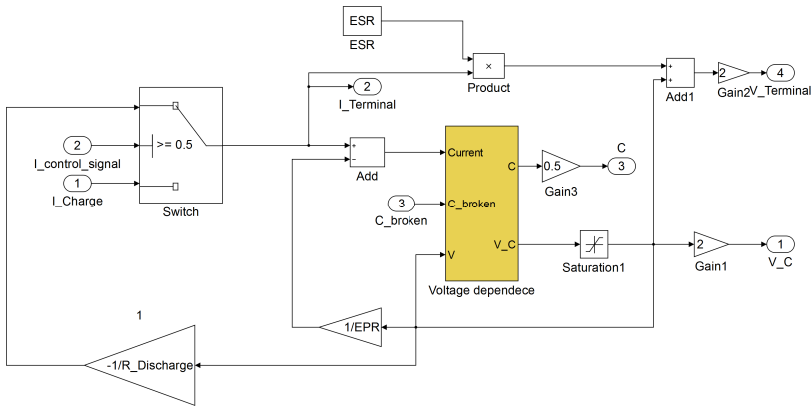 ESR
ESR
×
Product
2
I_Terminal
+
+
Add1
2
Gain2
4
V_Terminal
2
I_control_signal
1
I_Charge
>= 0.5
Switch
+
−
Add
Current
C_broken
V
C
V_C
Voltage dependece
3
C_broken
0.5
Gain3
C
3
Saturation1
2
Gain1
1
V_C
1/EPR
1
-1/R_Discharge